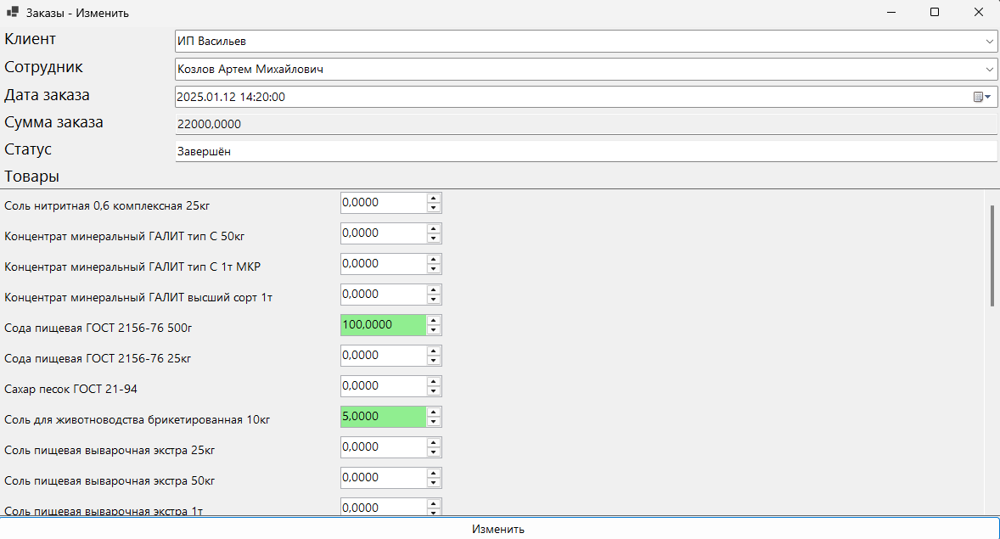 Заказы - Изменить
Клиент ИП Васильев
Сотрудник Козлов Артем Михайлович
Дата заказа 2025.01.12 14:20:00
Сумма заказа 22000,0000
Статус Завершён
Товары
Соль нитритная 0,6 комплексная 25кг 0,0000
Концентрат минеральный ГАЛИТ тип С 50кг 0,0000
Концентрат минеральный ГАЛИТ тип С 1т МКР 0,0000
Концентрат минеральный ГАЛИТ высший сорт 1т 0,0000
Сода пищевая ГОСТ 2156-76 500г 100,0000
Сода пищевая ГОСТ 2156-76 25кг 0,0000
Сахар песок ГОСТ 21-94 0,0000
Соль для животноводства брикетированная 10кг 5,0000
Соль пищевая выварочная экстра 25кг 0,0000
Соль пищевая выварочная экстра 50кг 0,0000
Соль пищевая выварочная экстра 1т 0,0000
Изменить